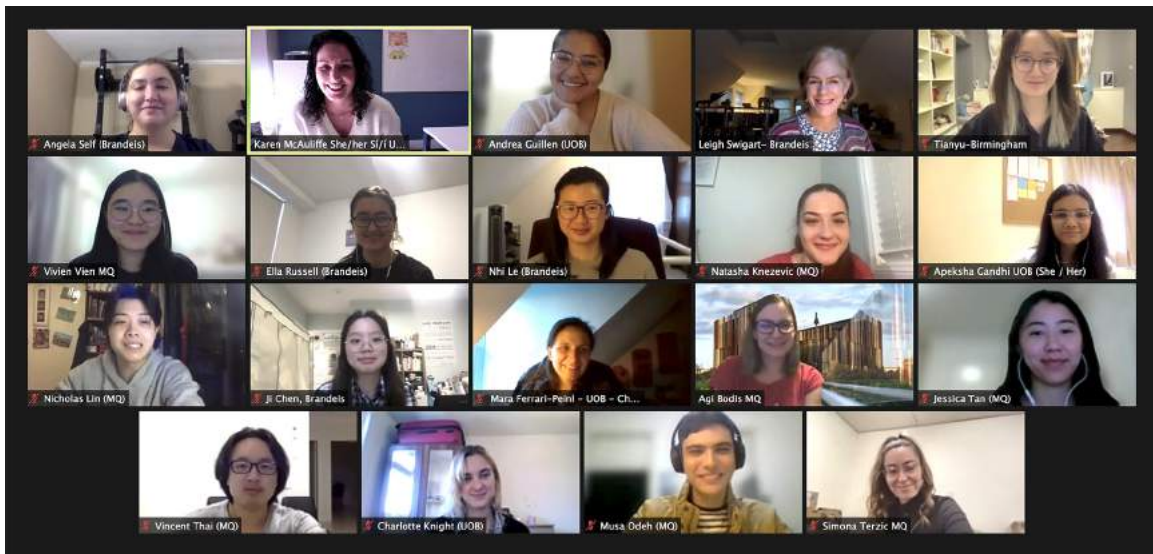 Angela Self (Brandeis)
Karen McAuliffe She/her Sí/í U...
Andrea Guillen (UOB)
Leigh Swigart- Brandeis
Tianyu-Birmingham
Vivien Vien MQ
Ella Russell (Brandeis)
Nhi Le (Brandeis)
Natasha Knezevic (MQ)
Apeksha Gandhi UOB (She / Her)
Nicholas Lin (MQ)
Ji Chen, Brandeis
Mara Ferrari-Peinl - UOB - Ch...
Agi Bodis MQ
Jessica Tan (MQ)
Vincent Thai (MQ)
Charlotte Knight (UOB)
Musa Odeh (MQ)
Simona Terzic MQ